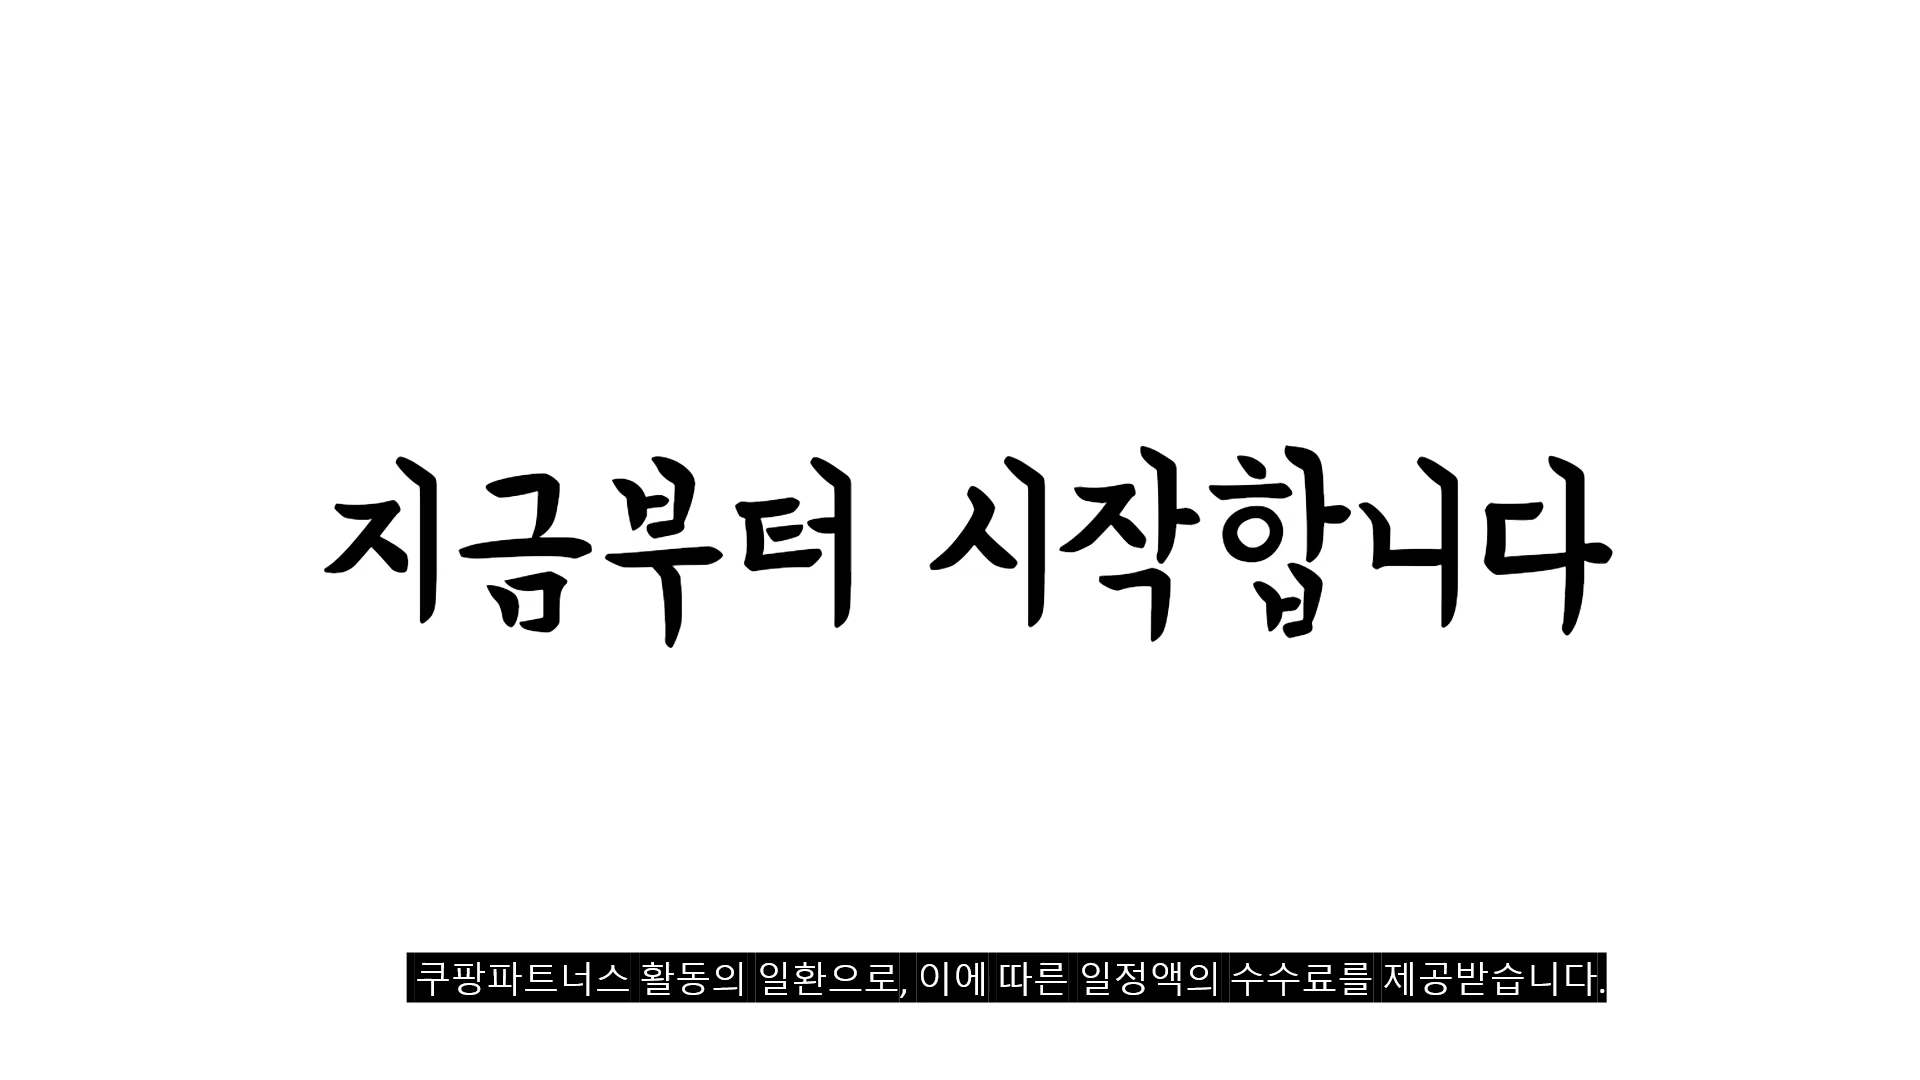 지금부터 시작합니다
쿠팡파트너스 활동의 일환으로, 이에 따른 일정액의 수수료를 제공받습니다.